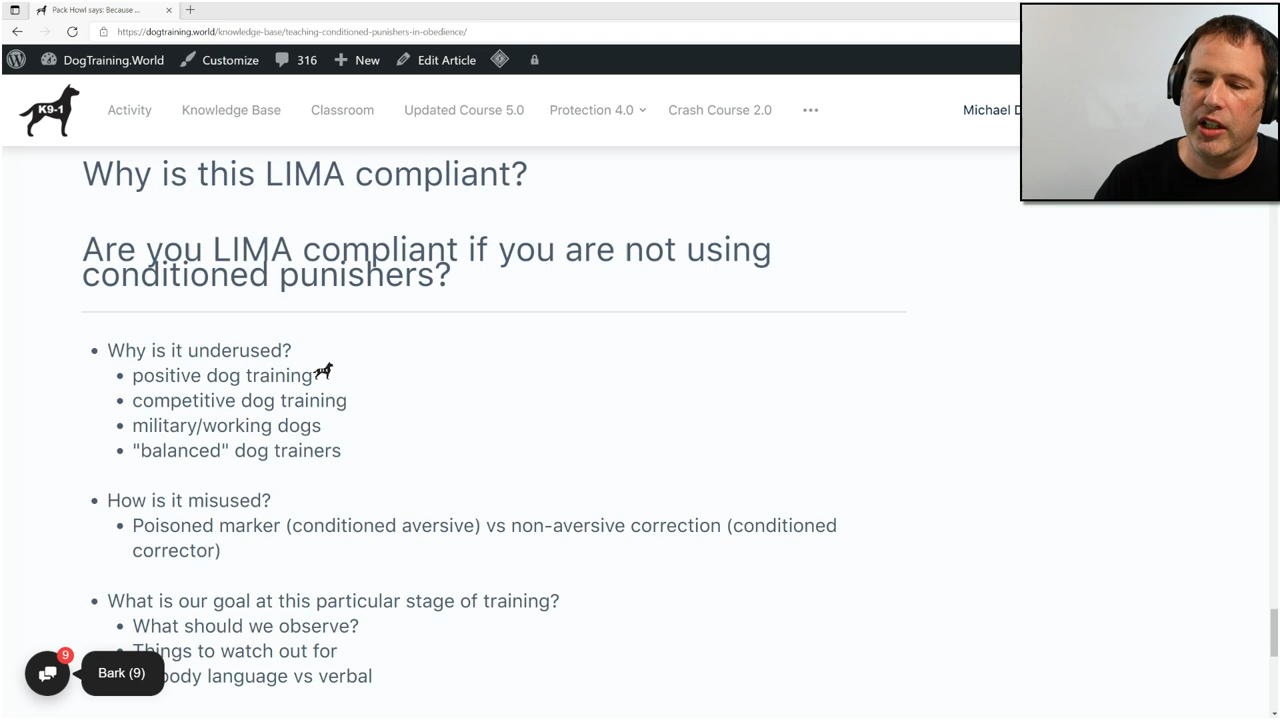 Pack Howl says: Because ...
https://dogtraining.world/knowledge-base/teaching-conditioned-punishers-in-obedience/
DogTraining.World Customize 316 New Edit Article
K9-1 Activity Knowledge Base Classroom Updated Course 5.0 Protection 4.0 Crash Course 2.0 ••• Michael D
Why is this LIMA compliant?
Are you LIMA compliant if you are not using
conditioned punishers?
• Why is it underused?
• positive dog training
• competitive dog training
• military/working dogs
• "balanced" dog trainers
• How is it misused?
• Poisoned marker (conditioned aversive) vs non-aversive correction (conditioned
corrector)
• What is our goal at this particular stage of training?
• What should we observe?
Things to watch out for
9
Bark (9)
body language vs verbal